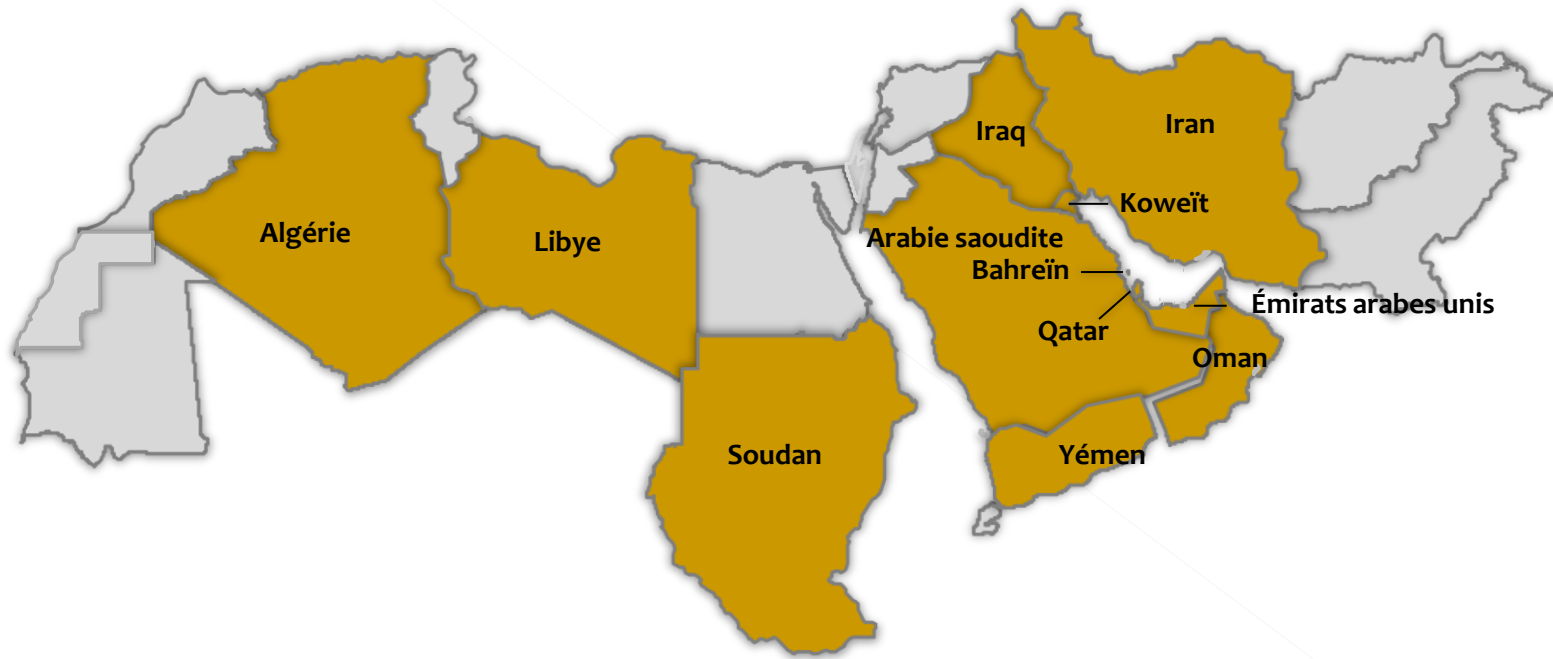 Iran
Iraq
Koweït
Algérie
Libye
Arabie saoudite
Bahreïn
Émirats arabes unis
Qatar
Oman
Soudan
Yémen